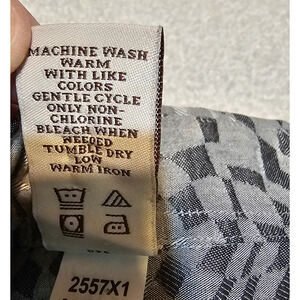 MACHINE WASH
WARM
WITH LIKE
COLORS
GENTLE CYCLE
ONLY NON-
CHLORINE
BLEACH WHEN
NEEDED
TUMBLE DRY
LOW
WARM IRON
2557X1